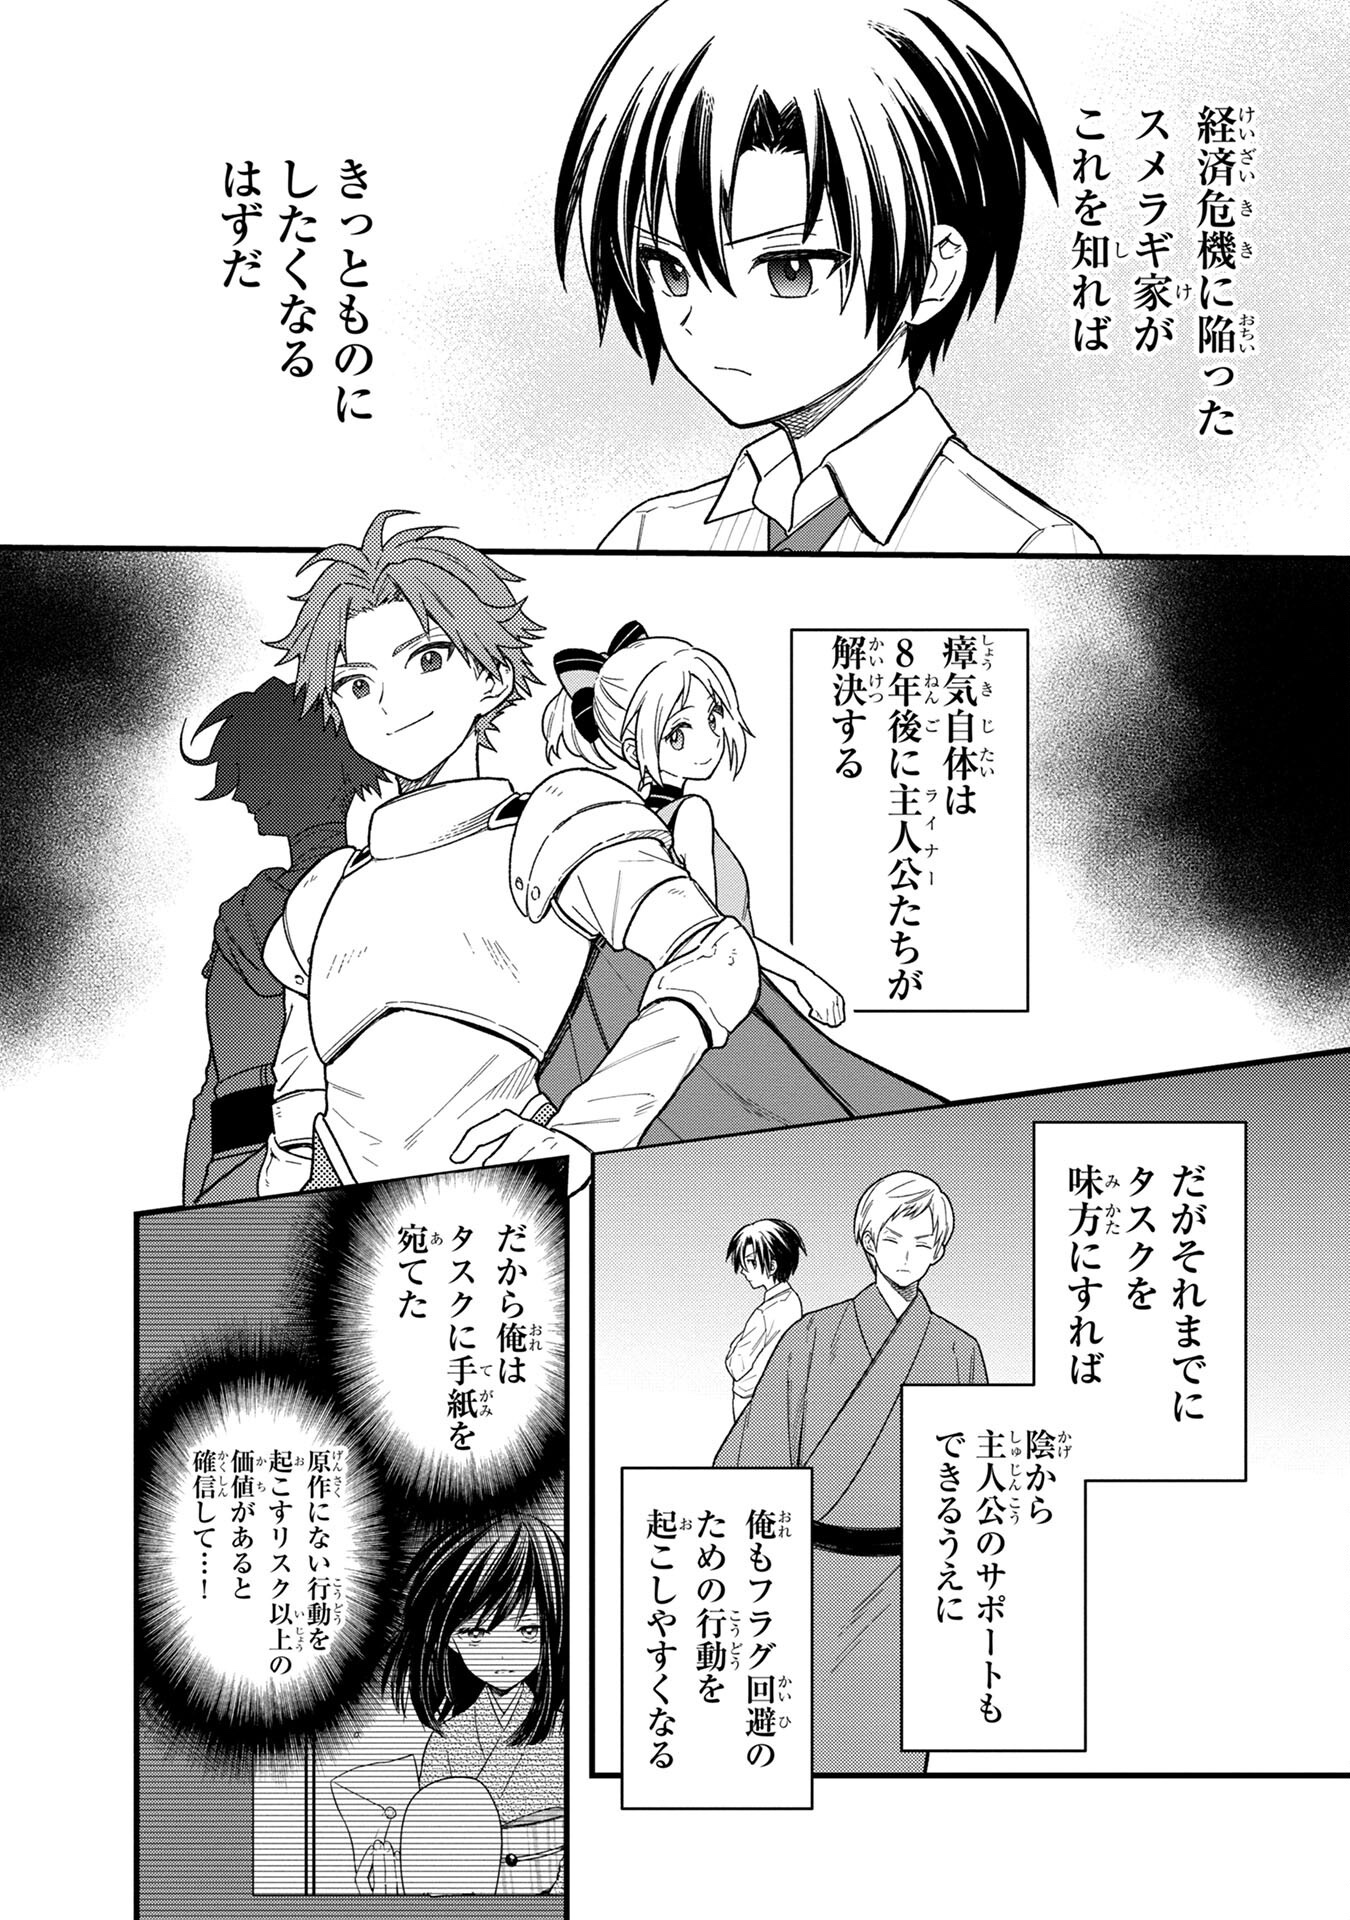 経済危機に陥った
スメラギ家が
これを知れば
きっとものに
したくなる
はずだ
瘴気自体は
8年後に主人公たちが
解決する
だがそれまでに
タスクを
味方にすれば
陰から
主人公のサポートも
できるうえに
俺もフラグ回避の
ための行動を
起こしやすくなる
だから俺は
タスクに手紙を
宛てた
原作にない行動を
起こすリスク以上の
価値があると
確信して…！